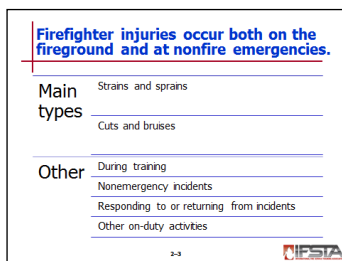 Firefighter injuries occur both on the
fireground and at nonfire emergencies.
Main
types
Strains and sprains
Cuts and bruises
Other
During training
Nonemergency incidents
Responding to or returning from incidents
Other on-duty activities
2–3
IFSTA